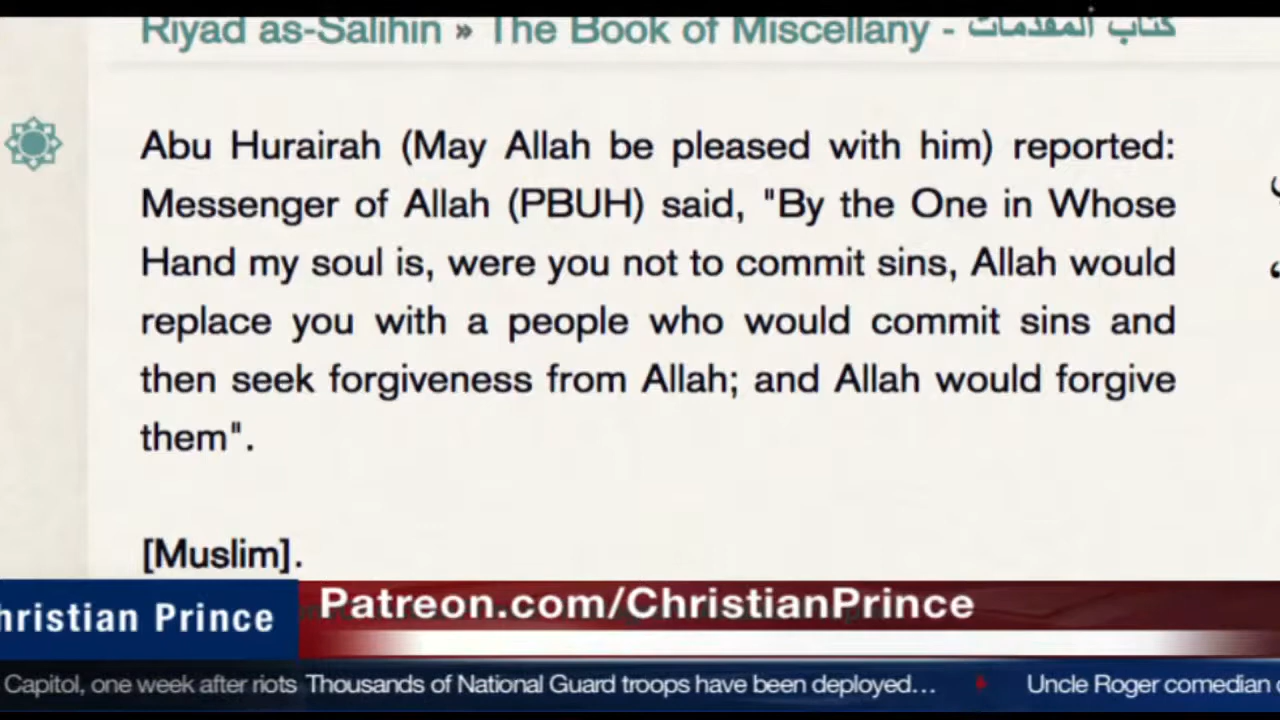 Riyad as-Salihin » The Book of Miscellany - كتاب المقدمات
Abu Hurairah (May Allah be pleased with him) reported:
Messenger of Allah (PBUH) said, "By the One in Whose
Hand my soul is, were you not to commit sins, Allah would
replace you with a people who would commit sins and
then seek forgiveness from Allah; and Allah would forgive
them".
[Muslim].
hristian Prince
Patreon.com/ChristianPrince
Capitol, one week after riots Thousands of National Guard troops have been deployed... Uncle Roger comedian